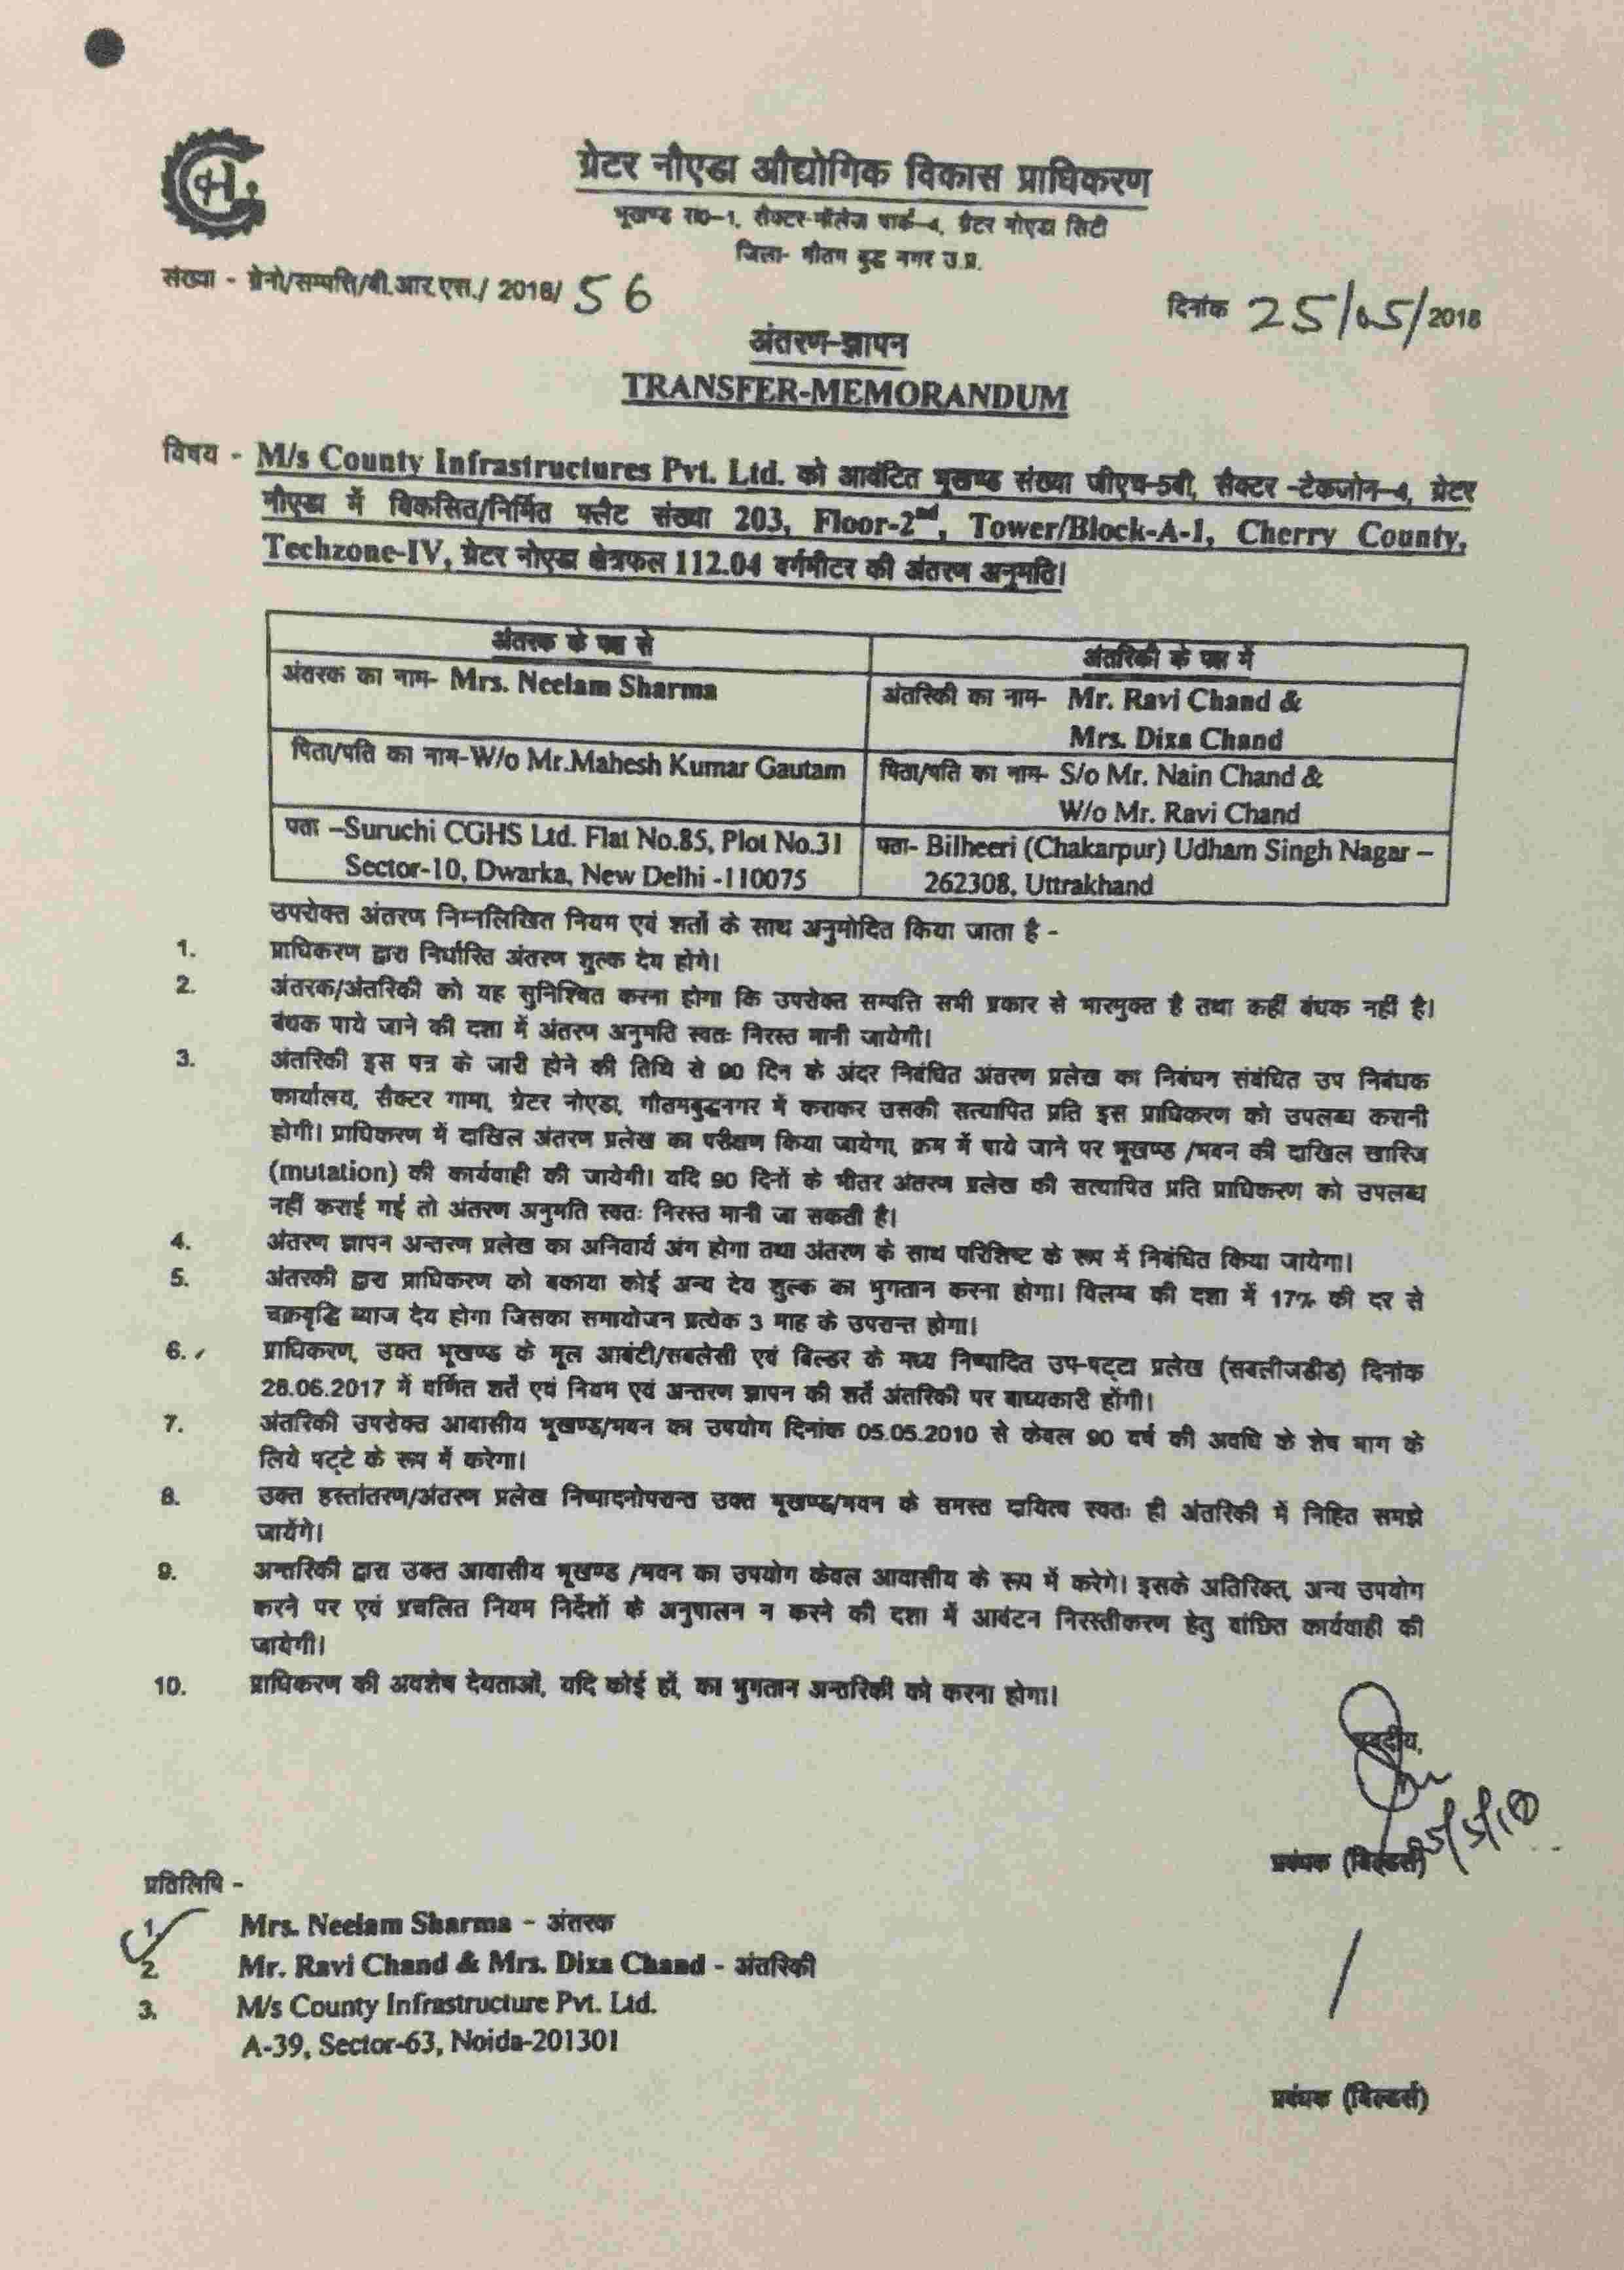 ग्रेटर नौएडा औद्योगिक विकास प्राधिकरण
भूखण्ड सं0-1, सैक्टर-नॉलेज पार्क-4, ग्रेटर नोएडा सिटी
जिला- गौतम बुद्ध नगर उ.प्र.
संख्या - ग्रेनो/सम्पत्ति/बी.आर.एस./ 2018/ 56
दिनांक 25/05/2018
अंतरण-ज्ञापन
TRANSFER-MEMORANDUM
विषय - M/s County Infrastructures Pvt. Ltd. को आवंटित भूखण्ड संख्या जीएच-5बी, सैक्टर -टेकजोन-4, ग्रेटर
नौएडा में विकसित/निर्मित फ्लैट संख्या 203, Floor-2nd, Tower/Block-A-1, Cherry County,
Techzone-IV, ग्रेटर नोएडा क्षेत्रफल 112.04 वर्गमीटर की अंतरण अनुमति।
अंतरक के पक्ष से
अंतरिकी के पक्ष में
अंतरक का नाम- Mrs. Neelam Sharma
अंतरिकी का नाम- Mr. Ravi Chand &
Mrs. Dixa Chand
पिता/पति का नाम-W/o Mr.Mahesh Kumar Gautam
पिता/पति का नाम- S/o Mr. Nain Chand &
W/o Mr. Ravi Chand
पता –Suruchi CGHS Ltd. Flat No.85, Plot No.31
Sector-10, Dwarka, New Delhi -110075
पता- Bilheeri (Chakarpur) Udham Singh Nagar –
262308, Uttrakhand
उपरोक्त अंतरण निम्नलिखित नियम एवं शर्तो के साथ अनुमोदित किया जाता है -
1. प्राधिकरण द्वारा निर्धारित अंतरण शुल्क देय होगे।
2. अंतरक/अंतरिकी को यह सुनिश्चित करना होगा कि उपरोक्त सम्पत्ति सभी प्रकार से भारमुक्त है तथा कहीं बंधक नहीं है।
बंधक पाये जाने की दशा में अंतरण अनुमति स्वतः निरस्त मानी जायेगी।
3. अंतरिकी इस पत्र के जारी होने की तिथि से 90 दिन के अंदर निबंधित अंतरण प्रलेख का निबंधन संबंधित उप निबंधक
कार्यालय, सैक्टर गामा, ग्रेटर नोएडा, गौतमबुद्धनगर में कराकर उसकी सत्यापित प्रति इस प्राधिकरण को उपलब्ध करानी
होगी। प्राधिकरण में दाखिल अंतरण प्रलेख का परीक्षण किया जायेगा, क्रम में पाये जाने पर भूखण्ड /भवन की दाखिल खारिज
(mutation) की कार्यवाही की जायेगी। यदि 90 दिनों के भीतर अंतरण प्रलेख की सत्यापित प्रति प्राधिकरण को उपलब्ध
नहीं कराई गई तो अंतरण अनुमति स्वतः निरस्त मानी जा सकती है।
4. अंतरण ज्ञापन अन्तरण प्रलेख का अनिवार्य अंग होगा तथा अंतरण के साथ परिशिष्ट के रूप में निबंधित किया जायेगा।
5. अंतरकी द्वारा प्राधिकरण को बकाया कोई अन्य देय शुल्क का भुगतान करना होगा। विलम्ब की दशा में 17% की दर से
चक्रवृद्धि ब्याज देय होगा जिसका समायोजन प्रत्येक 3 माह के उपरान्त होगा।
6. प्राधिकरण, उक्त भूखण्ड के मूल आबंटी/सबलेसी एवं बिल्डर के मध्य निष्पादित उप-पट्टा प्रलेख (सबलीजडीड) दिनांक
28.06.2017 में वर्णित शर्ते एवं नियम एवं अन्तरण ज्ञापन की शर्ते अंतरिकी पर बाध्यकारी होंगी।
7. अंतरिकी उपरोक्त आवासीय भूखण्ड/भवन का उपयोग दिनांक 05.05.2010 से केवल 90 वर्ष की अवधि के शेष भाग के
लिये पट्टे के रूप में करेगा।
8. उक्त हस्तांतरण/अंतरण प्रलेख निष्पादनोपरान्त उक्त भूखण्ड/भवन के समस्त दायित्व स्वतः ही अंतरिकी में निहित समझे
जायेंगे।
9. अन्तरिकी द्वारा उक्त आवासीय भूखण्ड /भवन का उपयोग केवल आवासीय के रूप में करेगे। इसके अतिरिक्त, अन्य उपयोग
करने पर एवं प्रचलित नियम निर्देशों के अनुपालन न करने की दशा में आवंटन निरस्तीकरण हेतु वांछित कार्यवाही की
जायेगी।
10. प्राधिकरण की अवशेष देयताओं, यदि कोई हों, का भुगतान अन्तरिकी को करना होगा।
भवदीय,
प्रबंधक (बिल्डर्स)
प्रतिलिपि -
1. Mrs. Neelam Sharma - अंतरक
2. Mr. Ravi Chand & Mrs. Dixa Chand - अंतरिकी
3. M/s County Infrastructure Pvt. Ltd.
A-39, Sector-63, Noida-201301
प्रबंधक (बिल्डर्स)